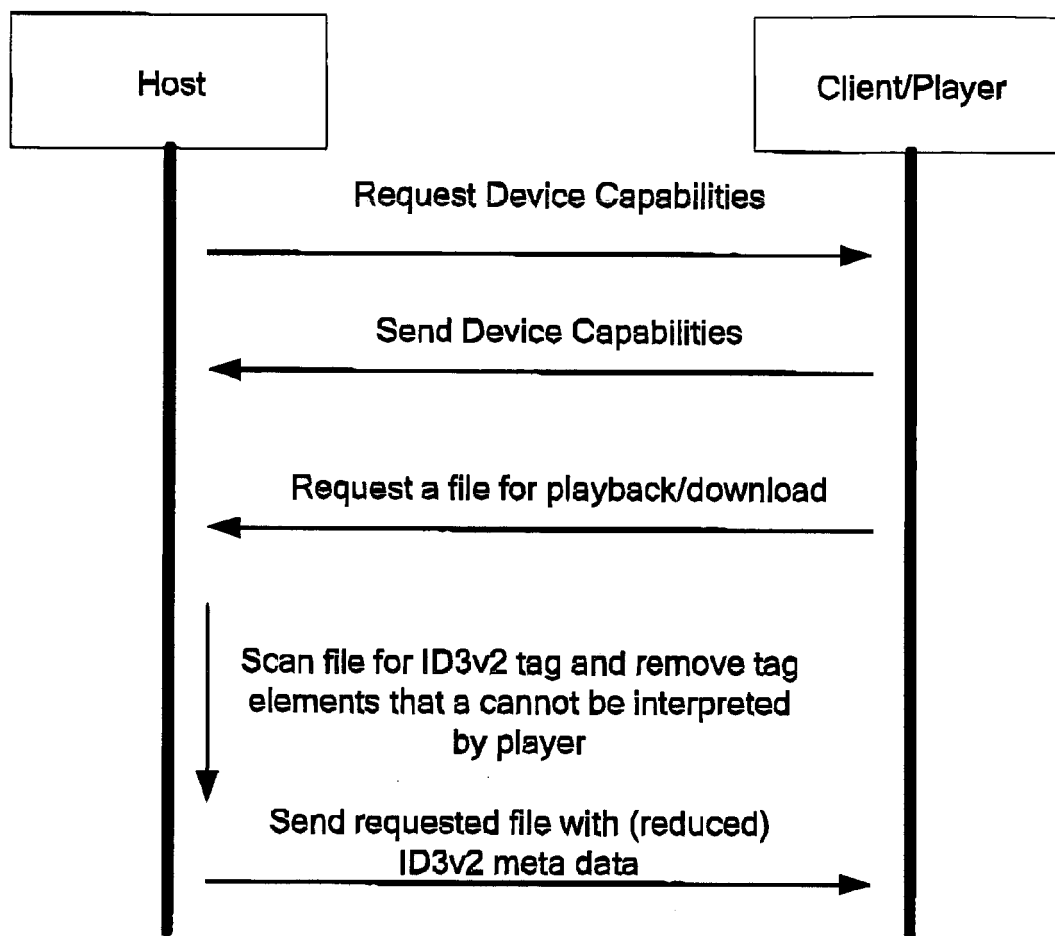 Host
Client/Player
Request Device Capabilities
Send Device Capabilities
Request a file for playback/download
Scan file for ID3v2 tag and remove tag
elements that a cannot be interpreted
by player
Send requested file with (reduced)
ID3v2 meta data